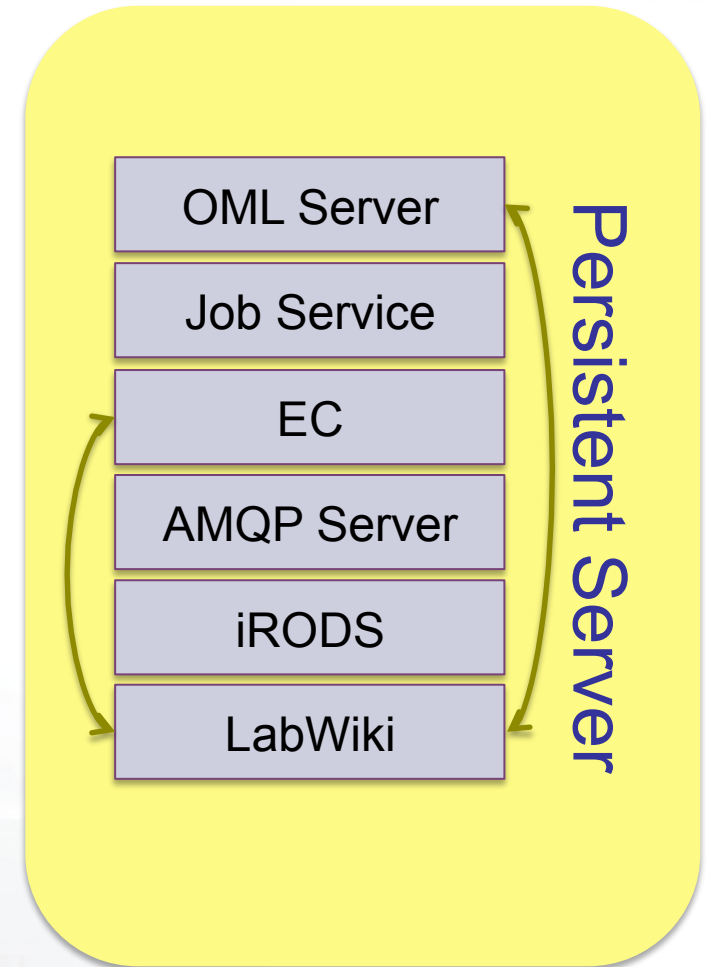 OML Server
Job Service
EC
AMQP Server
iRODS
LabWiki
Persistent Server